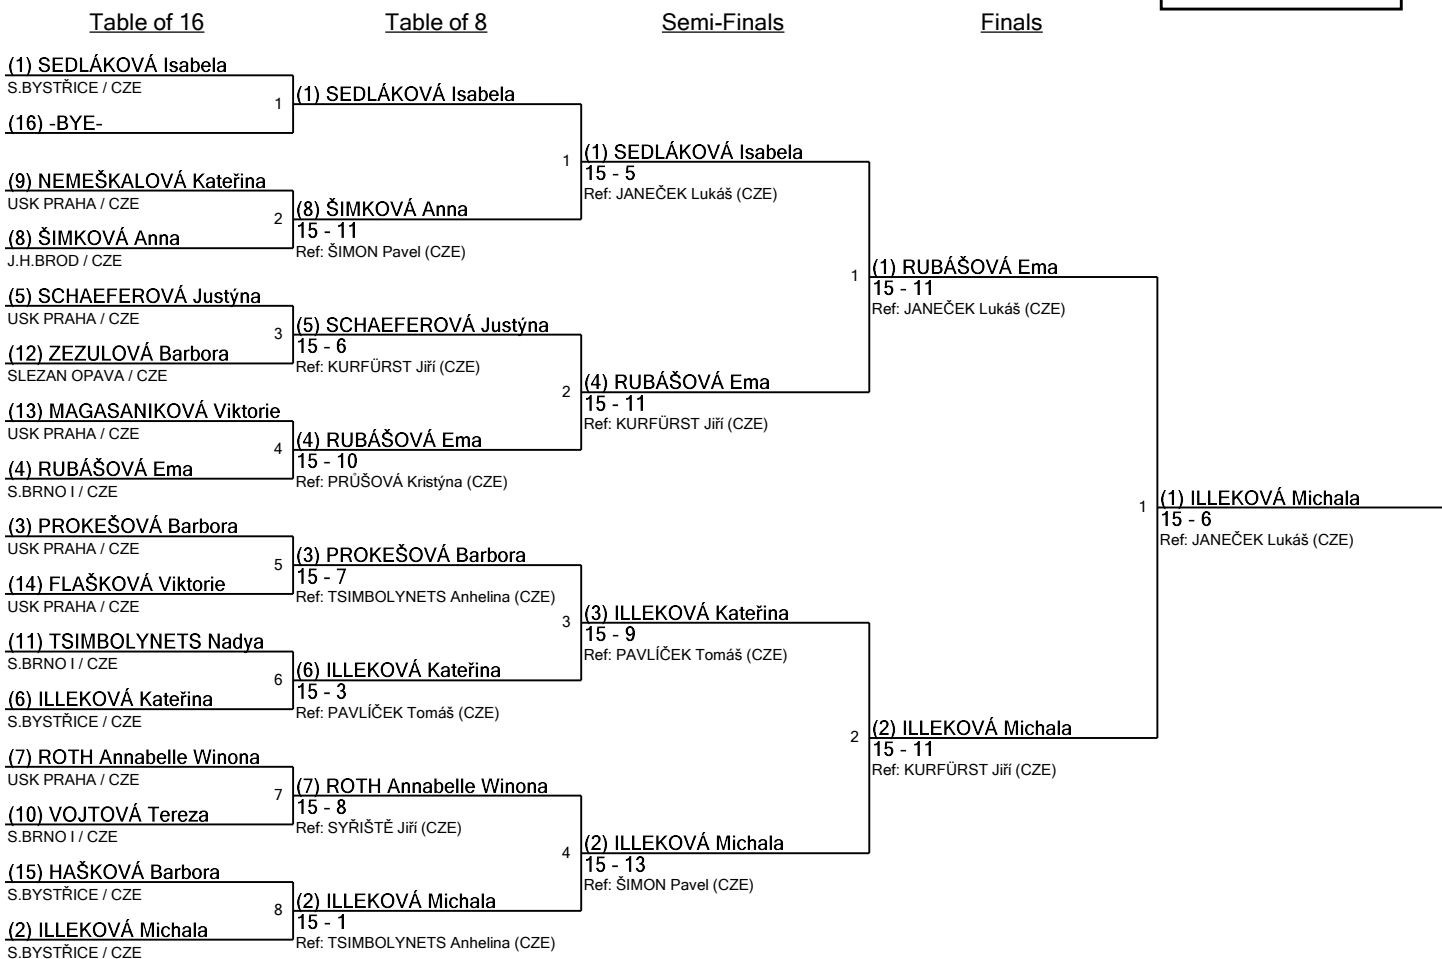 Table of 16
Table of 8
Semi-Finals
Finals
(1) SEDLÁKOVÁ Isabela
S.BYSTŘICE / CZE
1
(16) -BYE-
(9) NEMEŠKALOVÁ Kateřina
USK PRAHA / CZE
2
(8) ŠIMKOVÁ Anna
J.H.BROD / CZE
(5) SCHAEFEROVÁ Justýna
USK PRAHA / CZE
3
(12) ZEZULOVÁ Barbora
SLEZAN OPAVA / CZE
(13) MAGASANIKOVÁ Viktorie
USK PRAHA / CZE
4
(4) RUBÁŠOVÁ Ema
S.BRNO I / CZE
(3) PROKEŠOVÁ Barbora
USK PRAHA / CZE
5
(14) FLAŠKOVÁ Viktorie
USK PRAHA / CZE
(11) TSIMBOLYNETS Nadya
S.BRNO I / CZE
6
(6) ILLEKOVÁ Kateřina
S.BYSTŘICE / CZE
(7) ROTH Annabelle Winona
USK PRAHA / CZE
7
(10) VOJTOVÁ Tereza
S.BRNO I / CZE
(15) HAŠKOVÁ Barbora
S.BYSTŘICE / CZE
8
(2) ILLEKOVÁ Michala
S.BYSTŘICE / CZE
(1) SEDLÁKOVÁ Isabela
1
(8) ŠIMKOVÁ Anna
15 - 11
Ref: ŠIMON Pavel (CZE)
(5) SCHAEFEROVÁ Justýna
15 - 6
Ref: KURFÜRST Jiří (CZE)
2
(4) RUBÁŠOVÁ Ema
15 - 10
Ref: PRŮŠOVÁ Kristýna (CZE)
(3) PROKEŠOVÁ Barbora
15 - 7
Ref: TSIMBOLYNETS Anhelina (CZE)
3
(6) ILLEKOVÁ Kateřina
15 - 3
Ref: PAVLÍČEK Tomáš (CZE)
(7) ROTH Annabelle Winona
15 - 8
Ref: SYŘIŠTĚ Jiří (CZE)
4
(2) ILLEKOVÁ Michala
15 - 1
Ref: TSIMBOLYNETS Anhelina (CZE)
(1) SEDLÁKOVÁ Isabela
15 - 5
Ref: JANEČEK Lukáš (CZE)
1
(4) RUBÁŠOVÁ Ema
15 - 11
Ref: KURFÜRST Jiří (CZE)
(3) ILLEKOVÁ Kateřina
15 - 9
Ref: PAVLÍČEK Tomáš (CZE)
2
(2) ILLEKOVÁ Michala
15 - 13
Ref: ŠIMON Pavel (CZE)
(1) RUBÁŠOVÁ Ema
15 - 11
Ref: JANEČEK Lukáš (CZE)
1
(2) ILLEKOVÁ Michala
15 - 11
Ref: KURFÜRST Jiří (CZE)
(1) ILLEKOVÁ Michala
15 - 6
Ref: JANEČEK Lukáš (CZE)